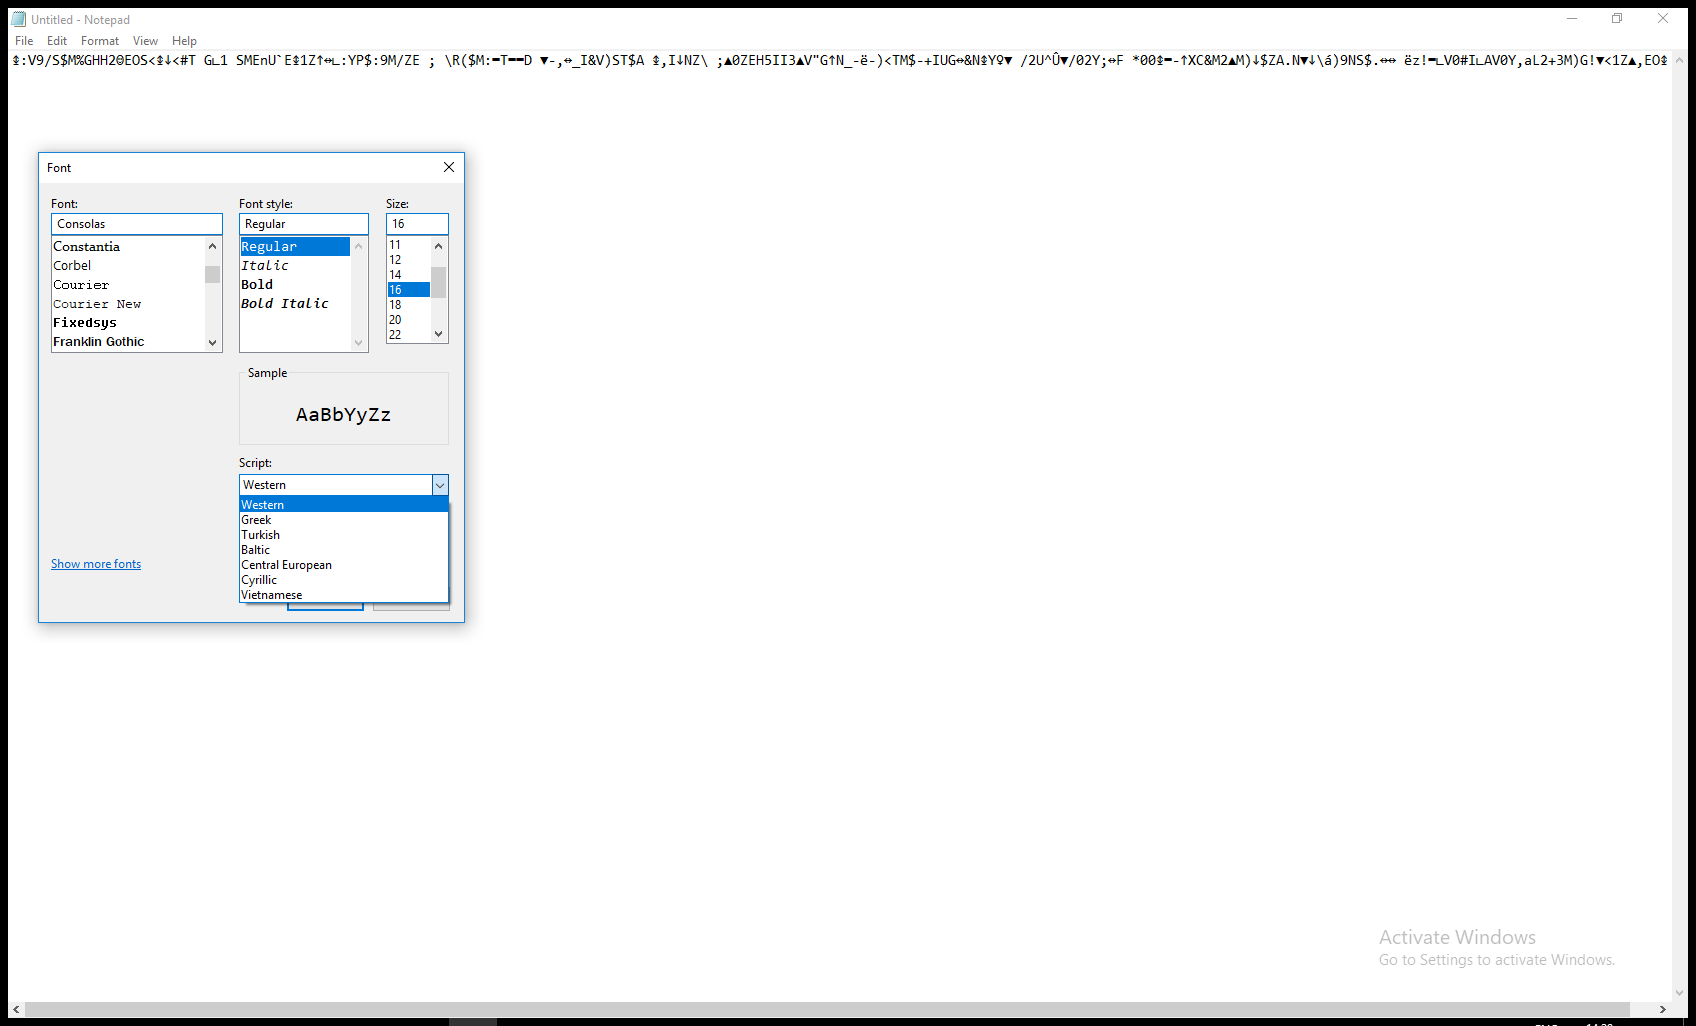 Untitled - Notepad
File Edit Format View Help
⇕:V9/S$M%GHH20EOS<⇕↓<#T G∟1 SMEnU`E⇕1Z↑↔∟:YP$:9M/ZE ; \R($M:━T━━D ▼-,↔_I&V)ST$A ⇕,I↓NZ\ ;▲0ZEH5II3▲V"G↑N_-ë-)<TM$-+IUG↔&N⇕Y♀▼ /2U^Û▼/02Y;↔F *00⇕━-↑XC&M2▲M)↓$ZA.N▼↓\á)9NS$.↔↔ ëz!━∟V0#I∟AV0Y,aL2+3M)G!▼<1Z▲,EO⇕
Font
Font: Font style: Size:
Consolas Regular 16
Constantia
Corbel
Courier
Courier New
Fixedsys
Franklin Gothic
Regular
Italic
Bold
Bold Italic
11
12
14
16
18
20
22
Sample
AaBbYyZz
Script:
Western
Western
Greek
Turkish
Baltic
Central European
Cyrillic
Vietnamese
Show more fonts
Activate Windows
Go to Settings to activate Windows.